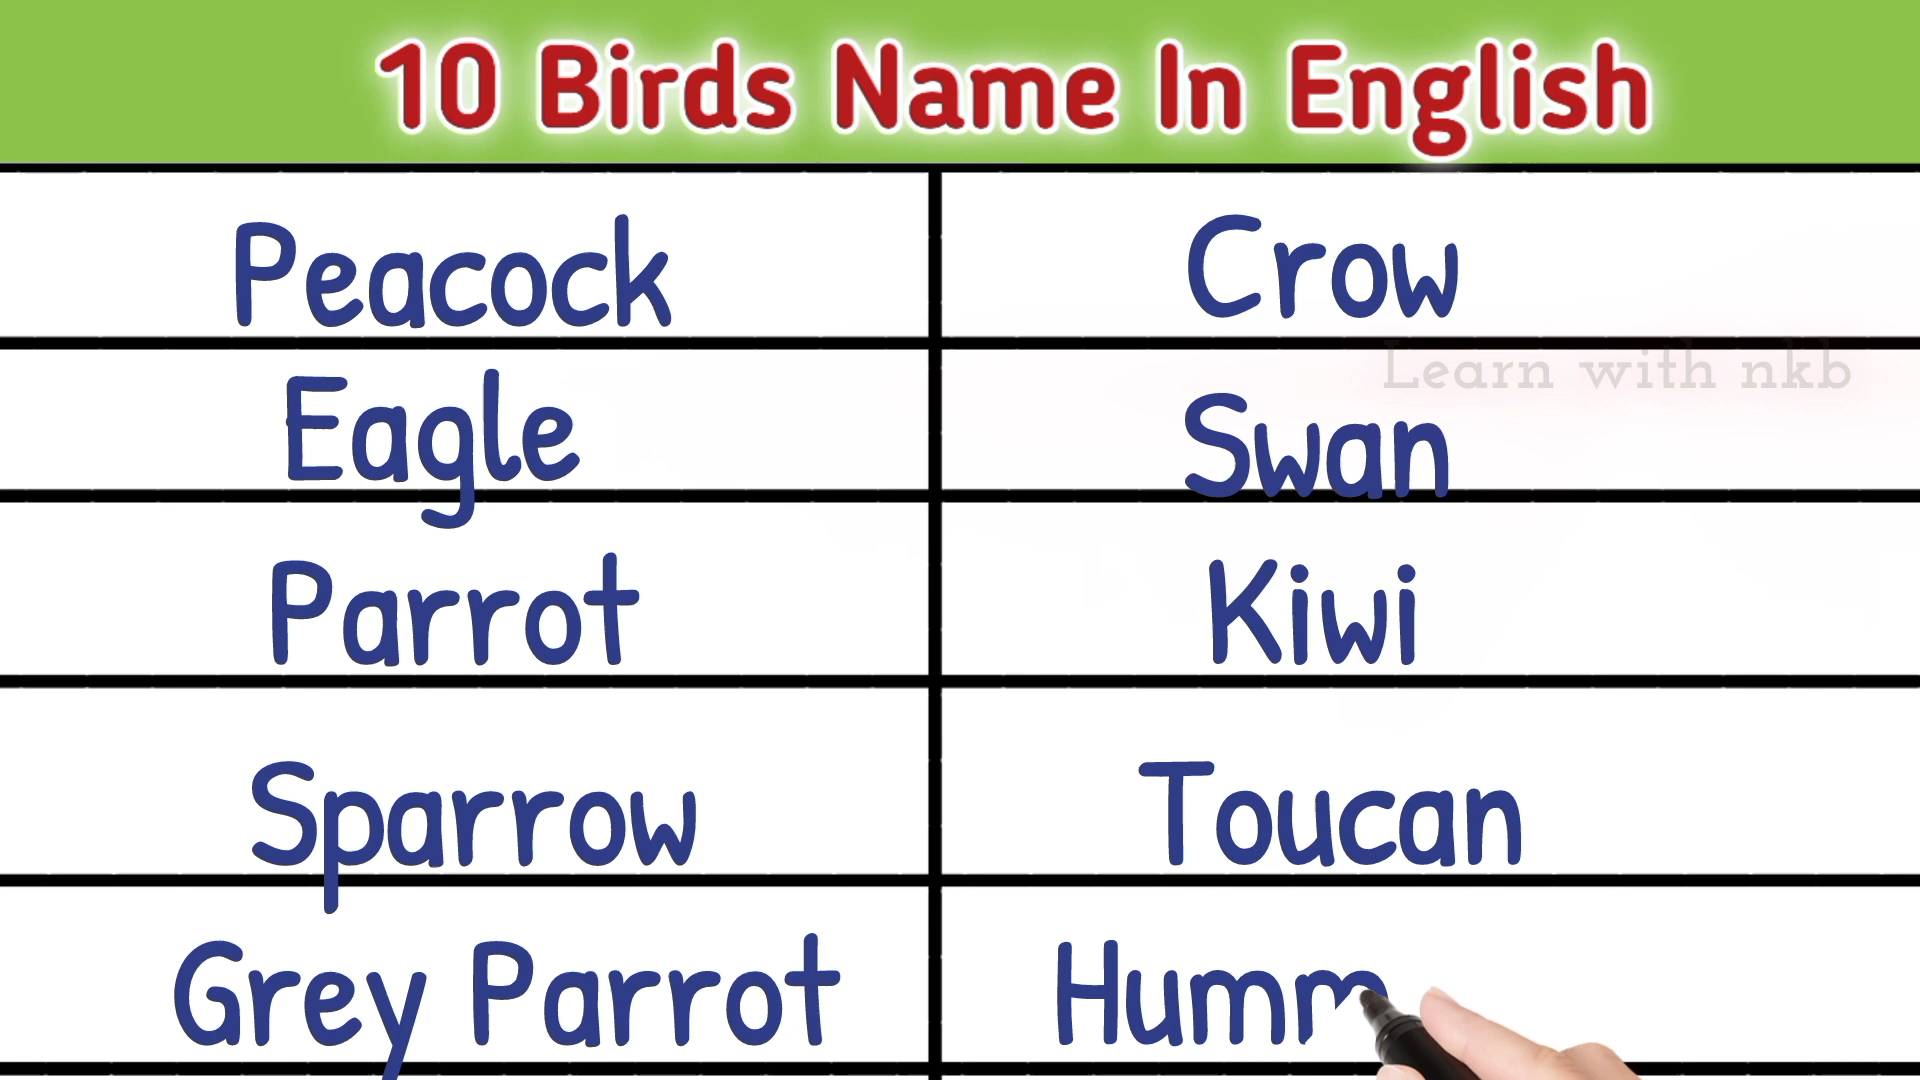 10 Birds Name In English
Peacock
Crow
Learn with nkb
Eagle
Swan
Parrot
Kiwi
Sparrow
Toucan
Grey Parrot
Humm